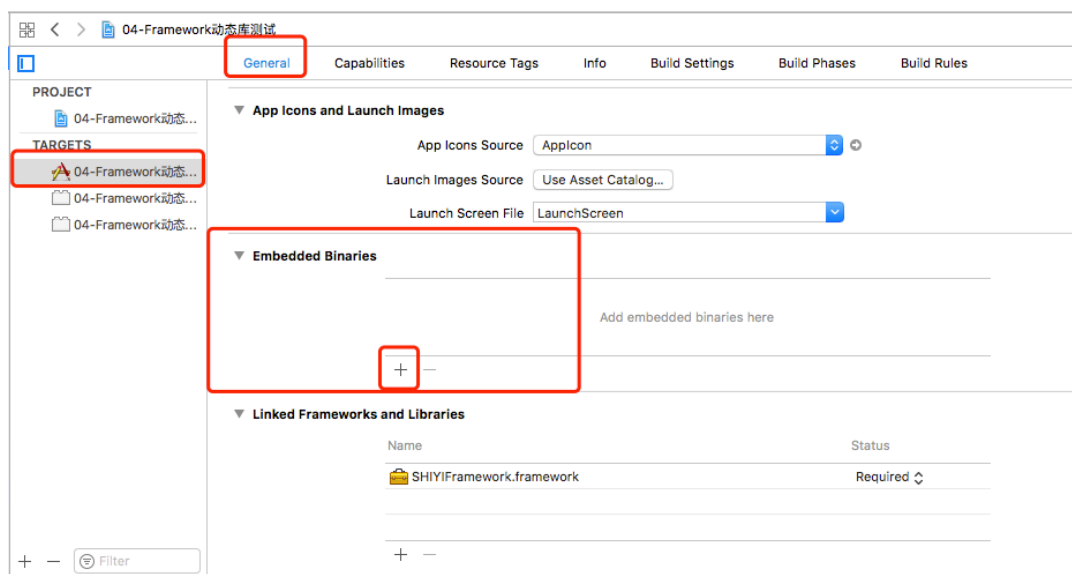 04-Framework动态库测试
General Capabilities Resource Tags Info Build Settings Build Phases Build Rules
PROJECT
04-Framework动态...
TARGETS
04-Framework动态...
04-Framework动态...
04-Framework动态...
App Icons and Launch Images
App Icons Source AppIcon
Launch Images Source Use Asset Catalog...
Launch Screen File LaunchScreen
Embedded Binaries
Add embedded binaries here
+ −
Linked Frameworks and Libraries
Name Status
SHIYIFramework.framework Required
+ −
+ − Filter